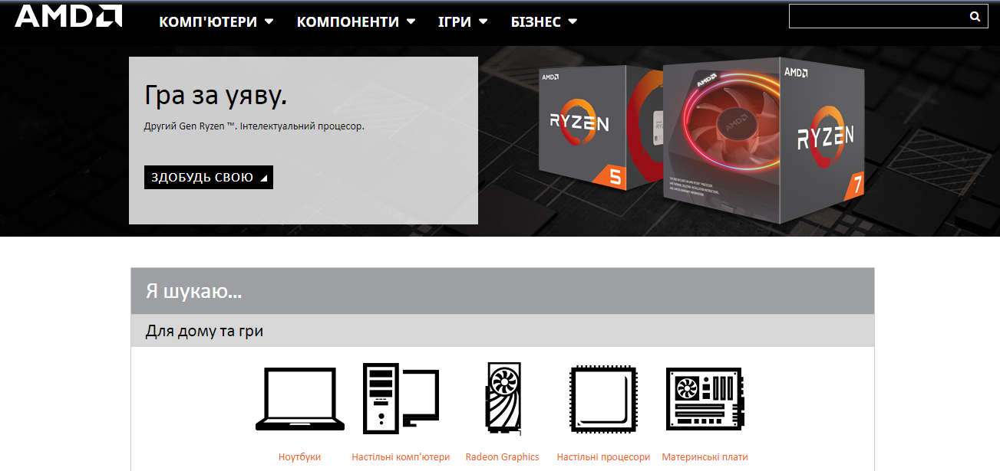 AMD
КОМП'ЮТЕРИ КОМПОНЕНТИ ІГРИ БІЗНЕС
Гра за уяву.
Другий Gen Ryzen ™. Інтелектуальний процесор.
ЗДОБУДЬ СВОЮ
AMD
RYZEN
5
AMD
AMD
AMD
RYZEN
7
Я шукаю...
Для дому та гри
Ноутбуки Настільні комп'ютери Radeon Graphics Настільні процесори Материнські плати